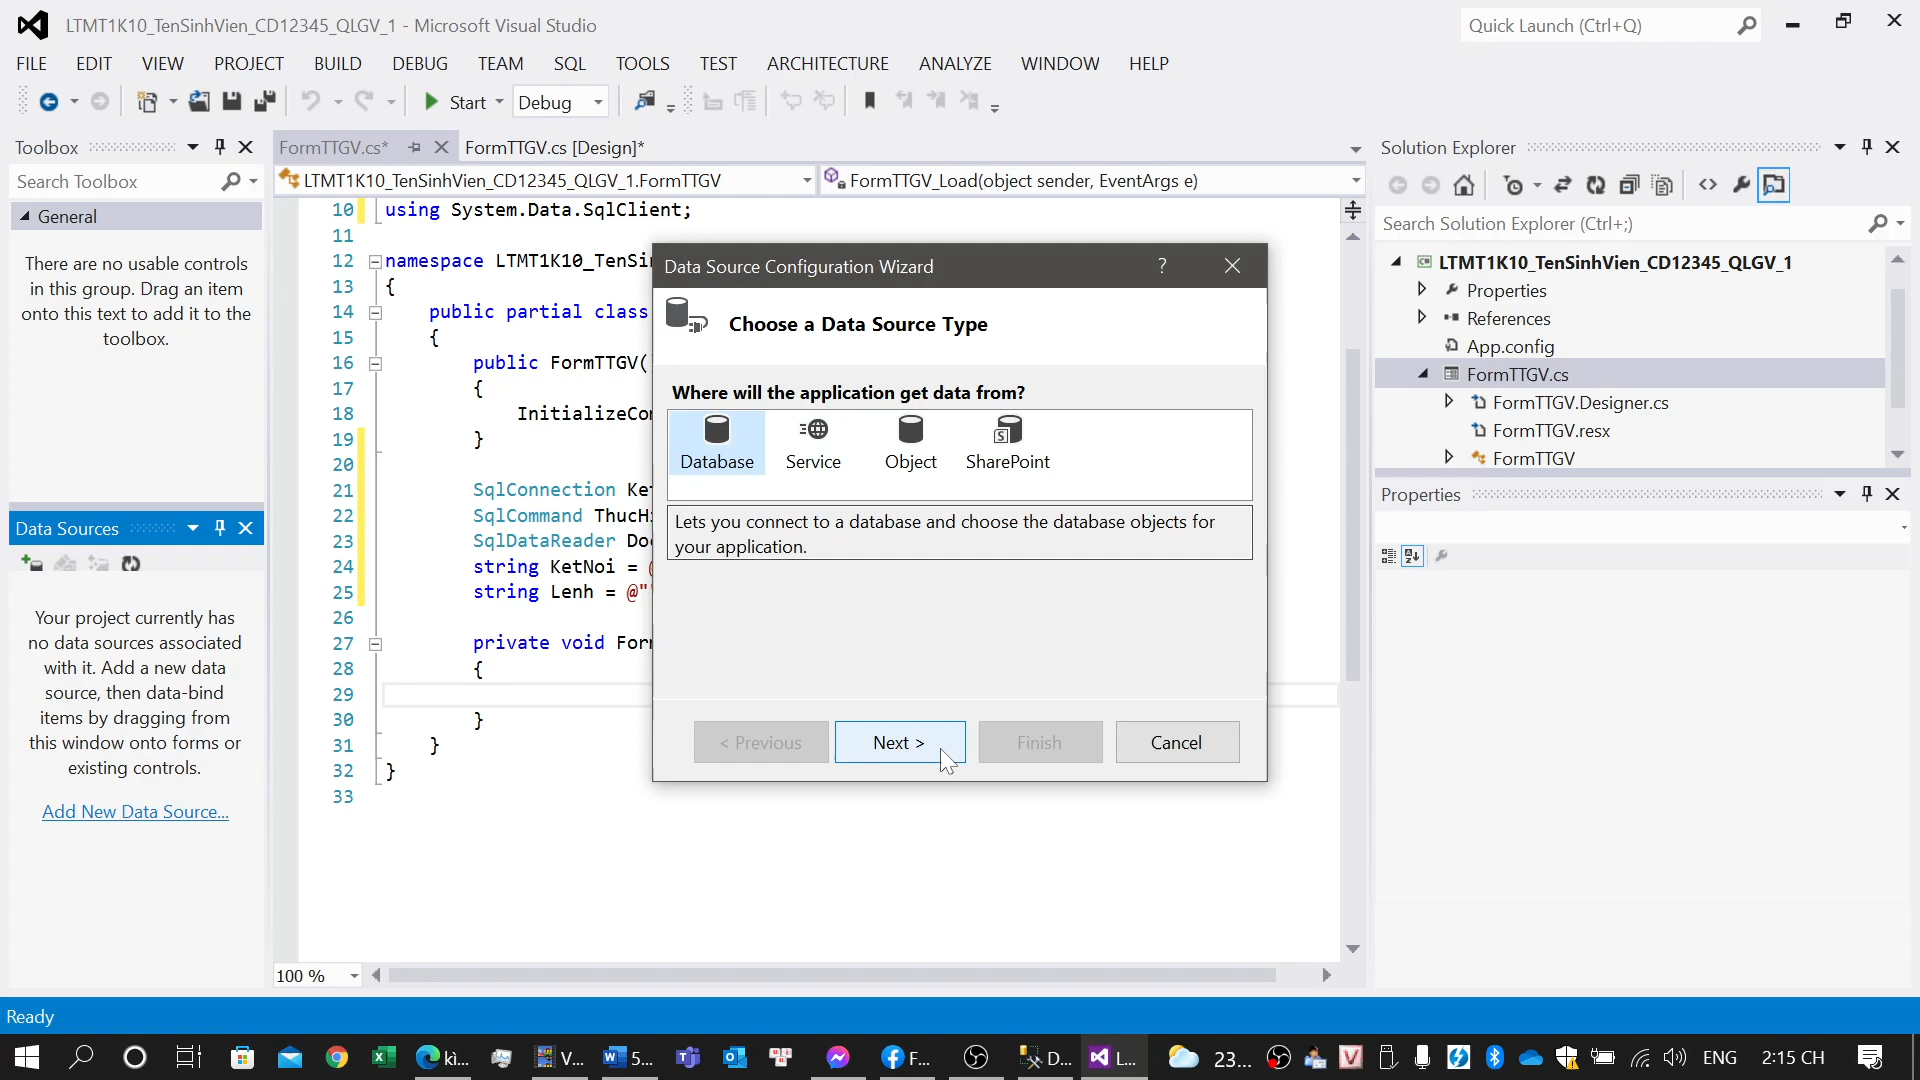 LTMT1K10_TenSinhVien_CD12345_QLGV_1 - Microsoft Visual Studio
Quick Launch (Ctrl+Q)
FILE EDIT VIEW PROJECT BUILD DEBUG TEAM SQL TOOLS TEST ARCHITECTURE ANALYZE WINDOW HELP
Start Debug
Toolbox
Search Toolbox
General
There are no usable controls
in this group. Drag an item
onto this text to add it to the
toolbox.
Data Sources
Your project currently has
no data sources associated
with it. Add a new data
source, then data-bind
items by dragging from
this window onto forms or
existing controls.
Add New Data Source...
FormTTGV.cs* FormTTGV.cs [Design]*
LTMT1K10_TenSinhVien_CD12345_QLGV_1.FormTTGV FormTTGV_Load(object sender, EventArgs e)
10 using System.Data.SqlClient;
11
12 namespace LTMT1K10_TenSi
13 {
14 public partial class
15 {
16 public FormTTGV(
17 {
18 InitializeCo
19 }
20
21 SqlConnection Ke
22 SqlCommand ThucH
23 SqlDataReader Do
24 string KetNoi = @
25 string Lenh = @"
26
27 private void For
28 {
29
30 }
31 }
32 }
33
100 %
Data Source Configuration Wizard ?
Choose a Data Source Type
Where will the application get data from?
Database Service Object SharePoint
Lets you connect to a database and choose the database objects for
your application.
< Previous Next > Finish Cancel
Solution Explorer
Search Solution Explorer (Ctrl+;)
LTMT1K10_TenSinhVien_CD12345_QLGV_1
Properties
References
App.config
FormTTGV.cs
FormTTGV.Designer.cs
FormTTGV.resx
FormTTGV
Properties
Ready
kì... V... 5... F... D... L... 23... ENG 2:15 CH